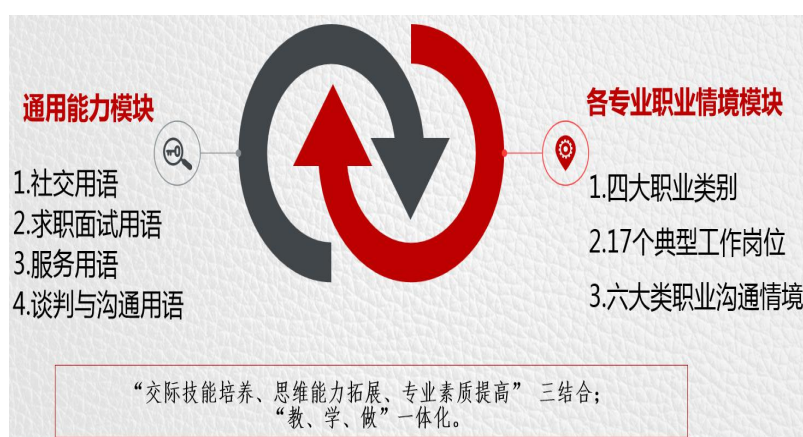 通用能力模块
1.社交用语
2.求职面试用语
3.服务用语
4.谈判与沟通用语
各专业职业情境模块
1.四大职业类别
2.17个典型工作岗位
3.六大类职业沟通情境
“交际技能培养、思维能力拓展、专业素质提高” 三结合；
“教、学、做”一体化。